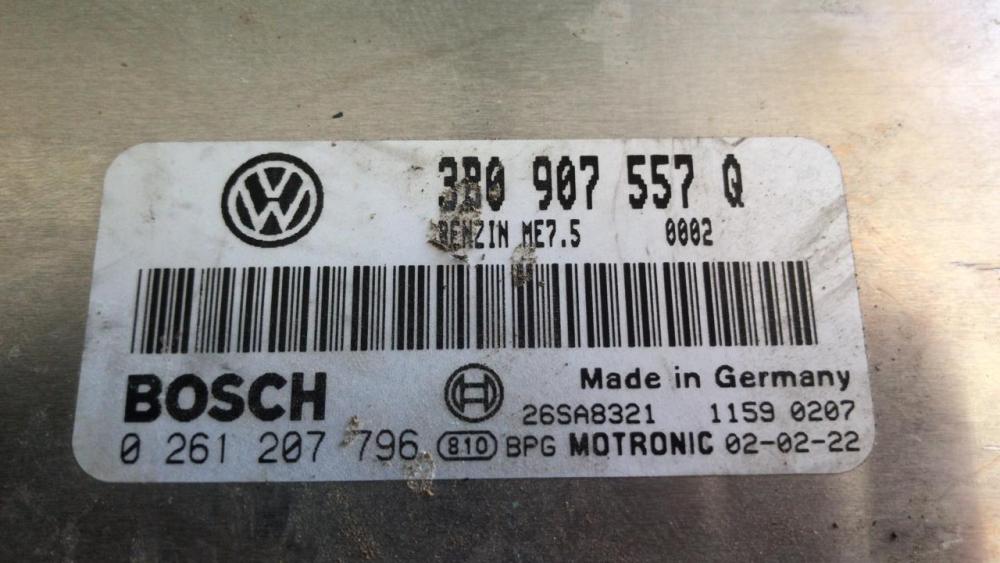 3B0 907 557 Q
BENZIN ME7.5 0002
BOSCH Made in Germany
26SA8321 1159 0207
0 261 207 796 810 BPG MOTRONIC 02-02-22